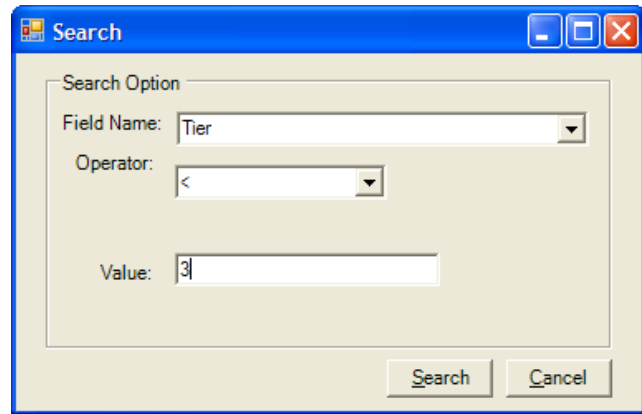 Search
Search Option
Field Name: Tier
Operator: <
Value: 3
Search Cancel